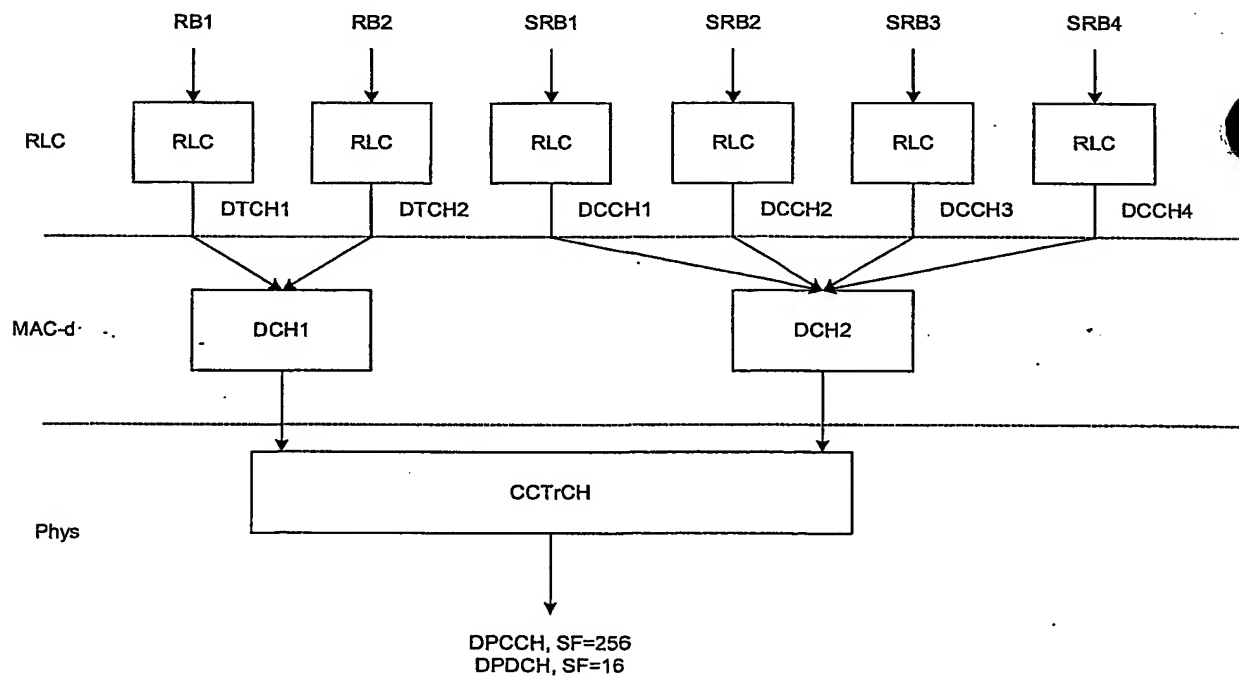 RB1 RB2 SRB1 SRB2 SRB3 SRB4
RLC RLC RLC RLC RLC RLC RLC
DTCH1 DTCH2 DCCH1 DCCH2 DCCH3 DCCH4
MAC-d DCH1 DCH2
CCTrCH
Phys
DPCCH, SF=256
DPDCH, SF=16